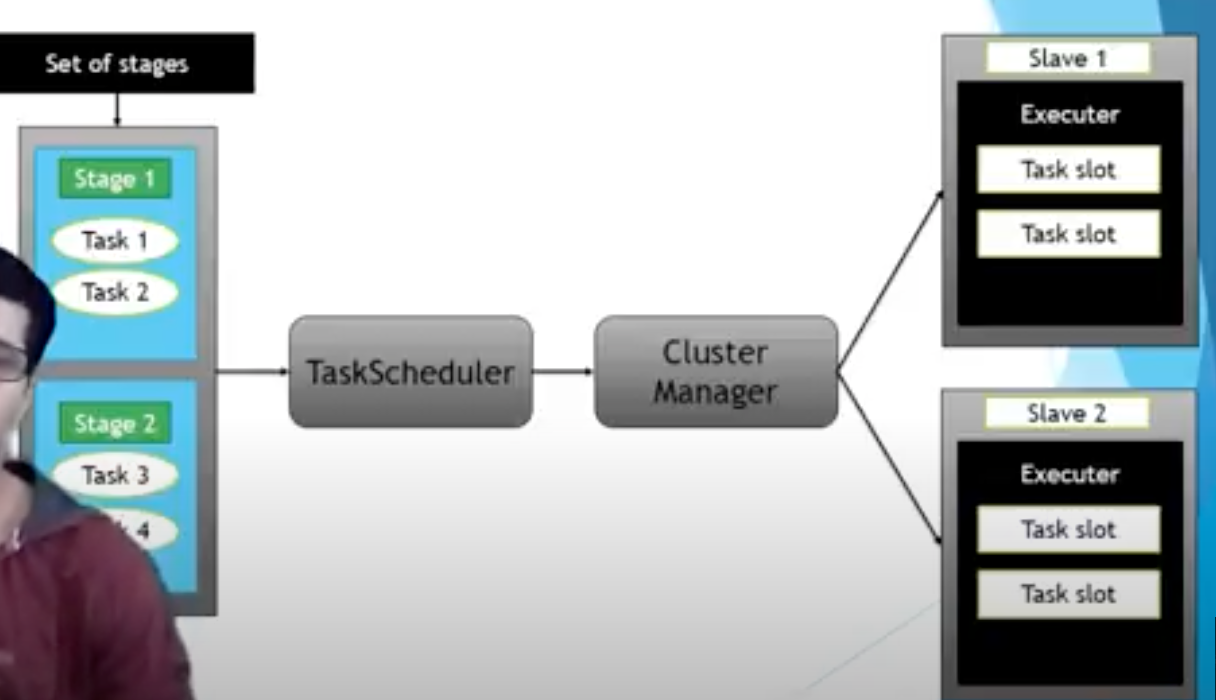 Set of stages
Stage 1
Task 1
Task 2
Stage 2
Task 3
4
TaskScheduler
Cluster
Manager
Slave 1
Executer
Task slot
Task slot
Slave 2
Executer
Task slot
Task slot